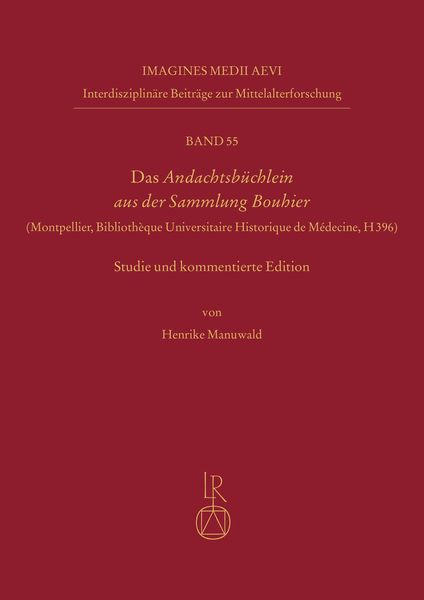 IMAGINES MEDII AEVI
Interdisziplinäre Beiträge zur Mittelalterforschung
BAND 55
Das Andachtsbüchlein
aus der Sammlung Bouhier
(Montpellier, Bibliothèque Universitaire Historique de Médecine, H 396)
Studie und kommentierte Edition
von
Henrike Manuwald
LR